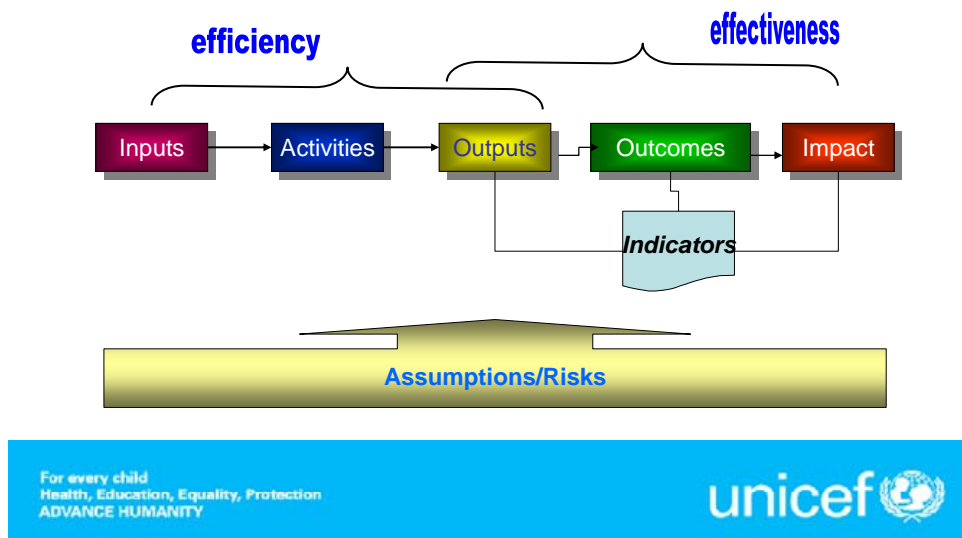 efficiency
effectiveness
Inputs
Activities
Outputs
Outcomes
Impact
Indicators
Assumptions/Risks
For every child
Health, Education, Equality, Protection
ADVANCE HUMANITY
unicef